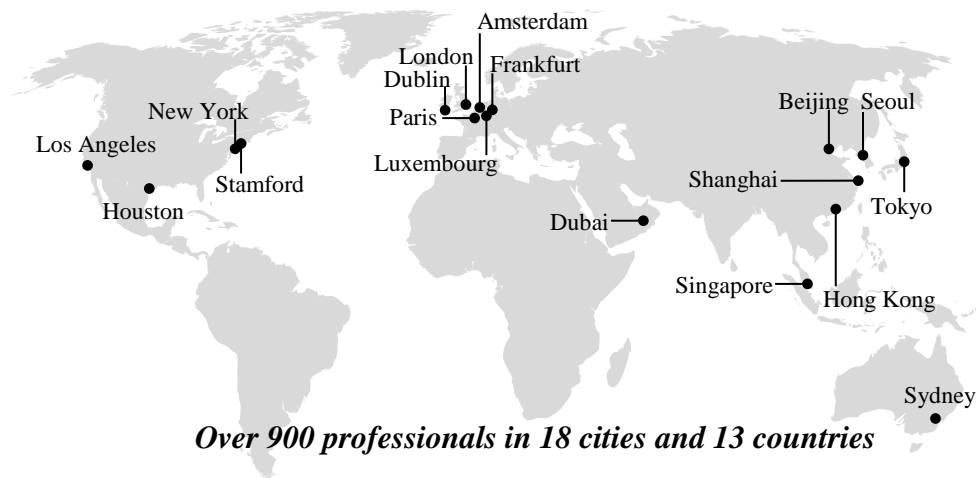 Amsterdam
London
Frankfurt
Dublin
New York
Beijing
Seoul
Paris
Los Angeles
Luxembourg
Stamford
Shanghai
Houston
Tokyo
Dubai
Singapore
Hong Kong
Sydney
Over 900 professionals in 18 cities and 13 countries